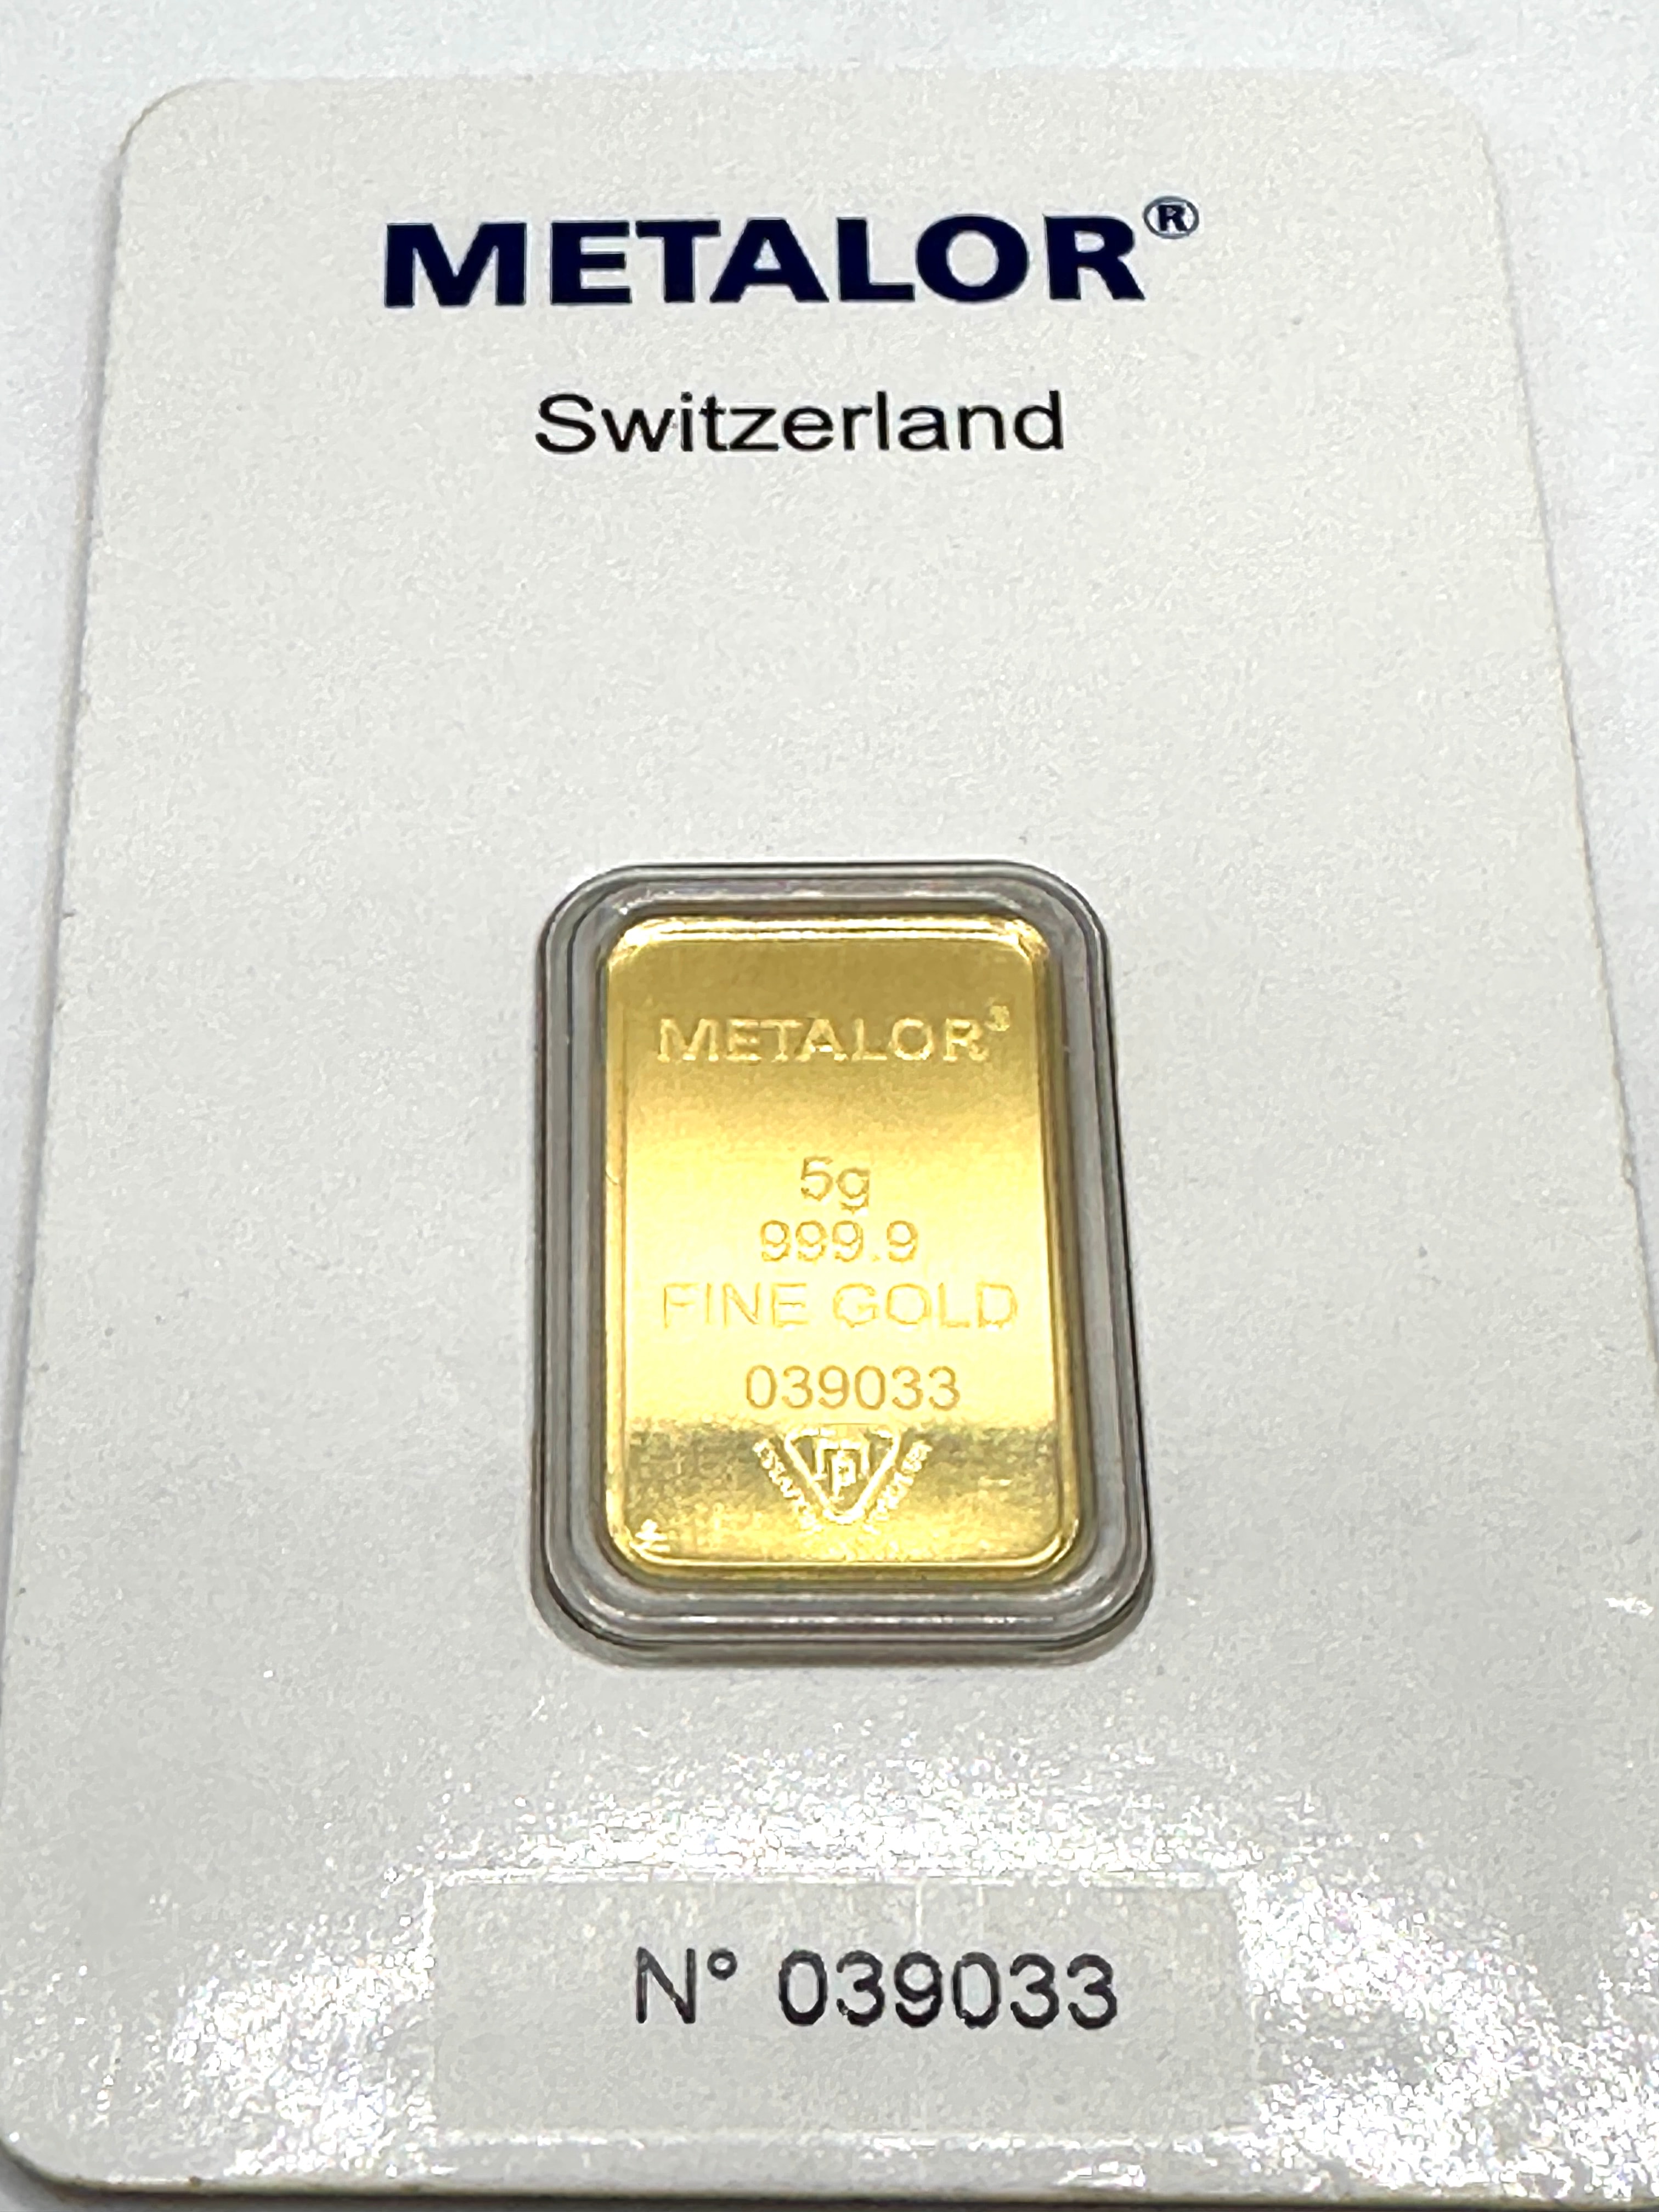 METALOR®
Switzerland
METALOR®
5g
999.9
FINE GOLD
039033
N° 039033